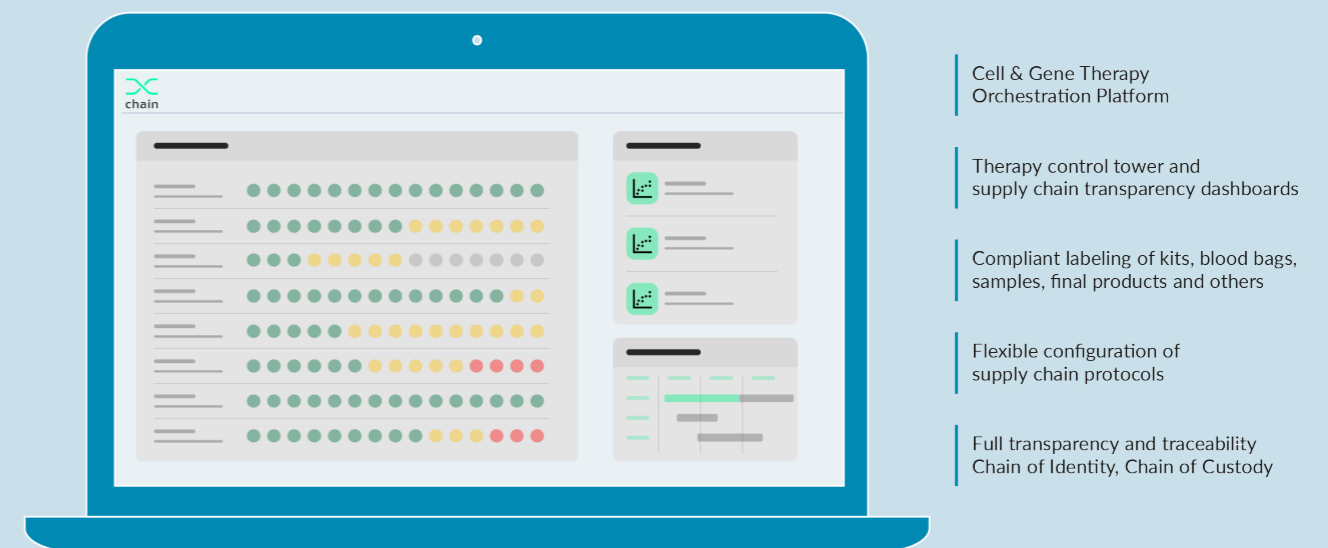 chain
Cell & Gene Therapy
Orchestration Platform
Therapy control tower and
supply chain transparency dashboards
Compliant labeling of kits, blood bags,
samples, final products and others
Flexible configuration of
supply chain protocols
Full transparency and traceability
Chain of Identity, Chain of Custody